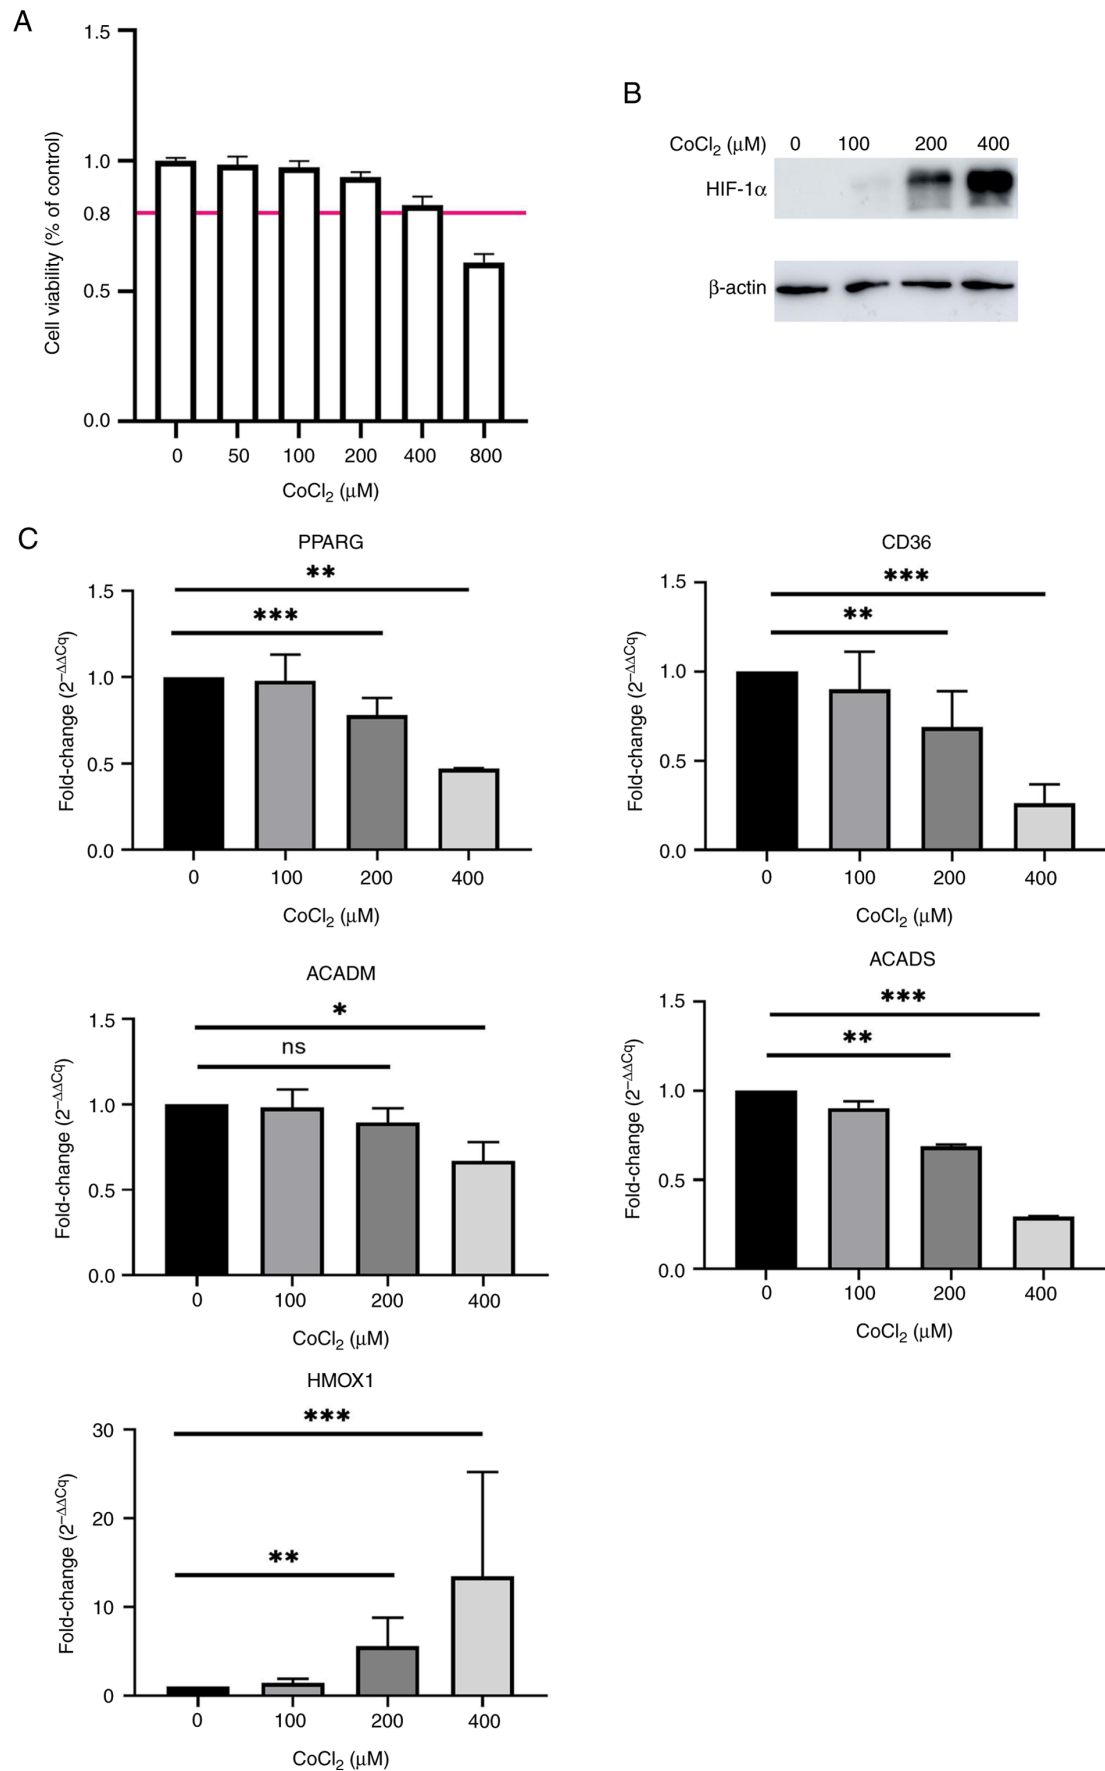 A
1.5
1.0
0.8
0.5
0.0
Cell viability (% of control)
0 50 100 200 400 800
CoCl₂ (μM)
B
CoCl₂ (μM) 0 100 200 400
HIF-1α
β-actin
C
PPARG
**
***
1.5
1.0
0.5
0.0
Fold-change (2^−ΔΔCq)
0 100 200 400
CoCl₂ (μM)
CD36
***
**
1.5
1.0
0.5
0.0
Fold-change (2^−ΔΔCq)
0 100 200 400
CoCl₂ (μM)
ACADM
*
ns
1.5
1.0
0.5
0.0
Fold-change (2^−ΔΔCq)
0 100 200 400
CoCl₂ (μM)
ACADS
***
**
1.5
1.0
0.5
0.0
Fold-change (2^−ΔΔCq)
0 100 200 400
CoCl₂ (μM)
HMOX1
***
**
30
20
10
0
Fold-change (2^−ΔΔCq)
0 100 200 400
CoCl₂ (μM)